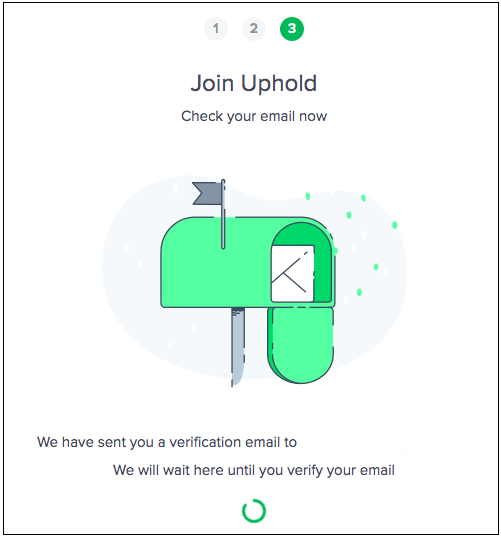 1 2 3
Join Uphold
Check your email now
We have sent you a verification email to
We will wait here until you verify your email